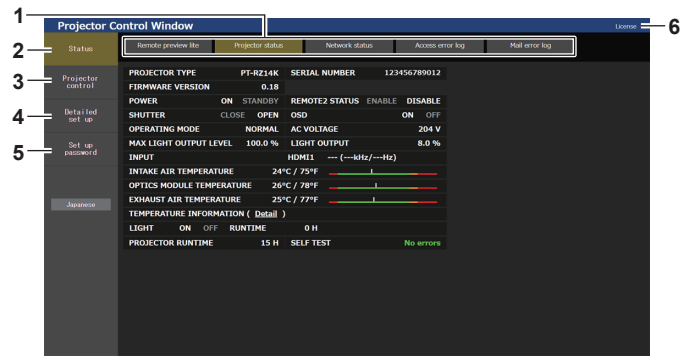 1
Projector Control Window
License
6
2
Status
Remote preview lite
Projector status
Network status
Access error log
Mail error log
3
Projector
control
4
Detailed
set up
5
Set up
password
Japanese
PROJECTOR TYPE PT-RZ14K SERIAL NUMBER 123456789012
FIRMWARE VERSION 0.18
POWER ON STANDBY REMOTE2 STATUS ENABLE DISABLE
SHUTTER CLOSE OPEN OSD ON OFF
OPERATING MODE NORMAL AC VOLTAGE 204 V
MAX LIGHT OUTPUT LEVEL 100.0 % LIGHT OUTPUT 8.0 %
INPUT HDMI1 --- (---kHz/---Hz)
INTAKE AIR TEMPERATURE 24°C / 75°F
OPTICS MODULE TEMPERATURE 26°C / 78°F
EXHAUST AIR TEMPERATURE 25°C / 77°F
TEMPERATURE INFORMATION ( Detail )
LIGHT ON OFF RUNTIME 0 H
PROJECTOR RUNTIME 15 H SELF TEST No errors